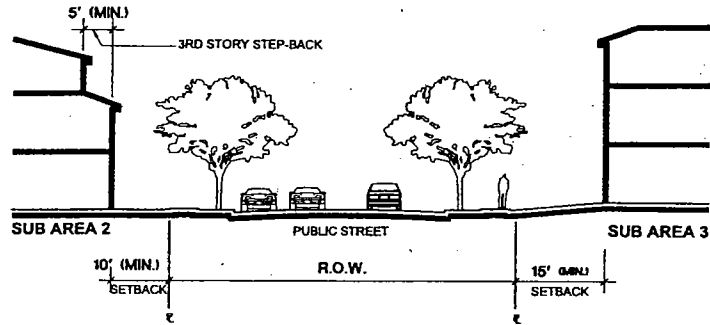 5' (MIN.)
3RD STORY STEP-BACK
SUB AREA 2
PUBLIC STREET
SUB AREA 3
10' (MIN.)
R.O.W.
15' (MIN.)
SETBACK
SETBACK